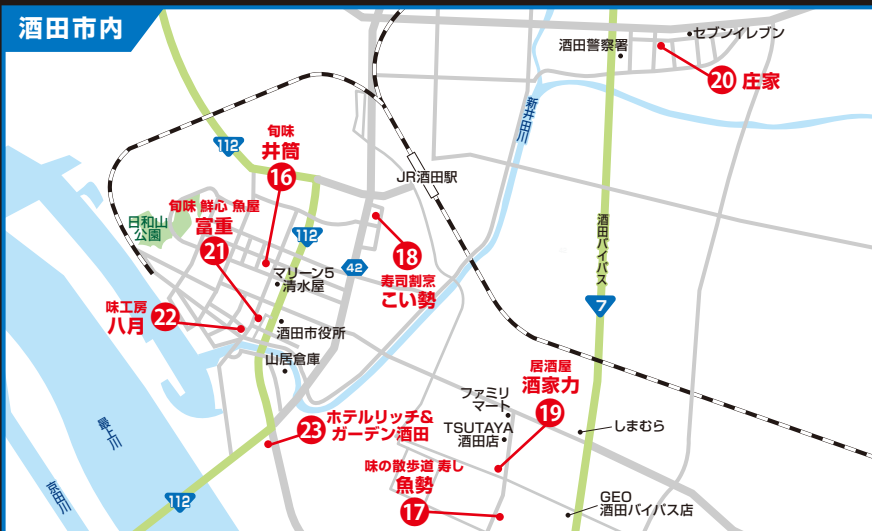 酒田市内
セブンイレブン
酒田警察署
20 庄家
新井田川
112
旬味
井筒
16
JR酒田駅
旬味 鮮心 魚屋
富重
21
日和山
公園
112
18
寿司割烹
こい勢
42
酒田バイパス
7
マリーン5
清水屋
味工房
八月
22
酒田市役所
山居倉庫
居酒屋
酒家力
19
ファミリ
マート
TSUTAYA
酒田店
しまむら
23
ホテルリッチ&
ガーデン酒田
味の散歩道 寿し
魚勢
17
最上川
京田川
112
GEO
酒田バイパス店